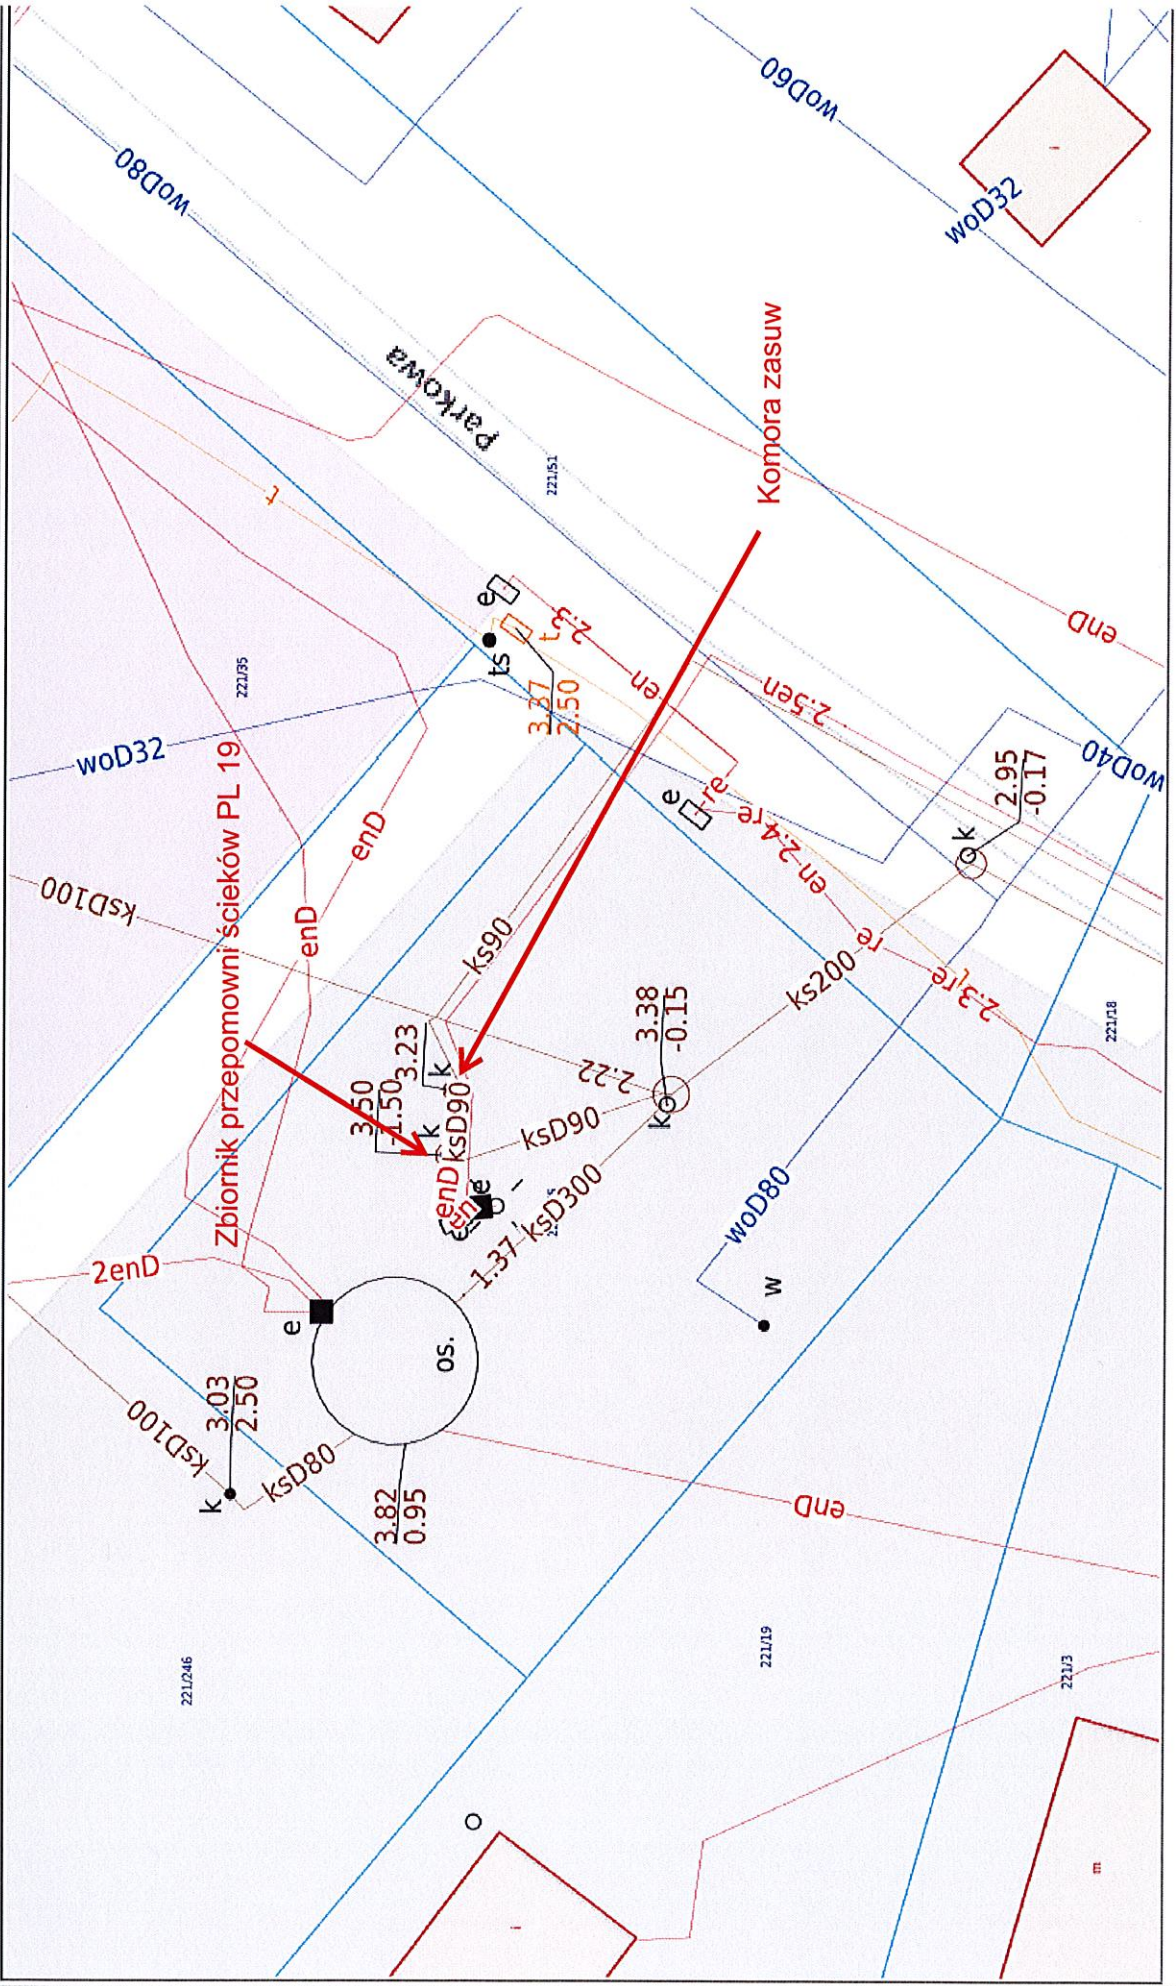 woD80
woD60
woD32
Parkowa
221/51
Komora zasuw
t
221/35
woD32
e
ts
t
2.3
en
3.37
2.50
2.5en
enD
woD40
2.95
-0.17
k
e
re
en 2.4 re
re
2.3re
221/18
Zbiornik przepompowni ścieków PL 19
enD
enD
ksD100
ks90
ks200
3.23
k
3.50
-1.50
k
ksD90
3.38
-0.15
k
2.22
ksD90
enD
en
e
1.37
ksD300
woD80
w
2enD
e
os.
ksD100
3.03
2.50
k
ksD80
3.82
0.95
enD
221/246
221/19
221/3
i
i
m